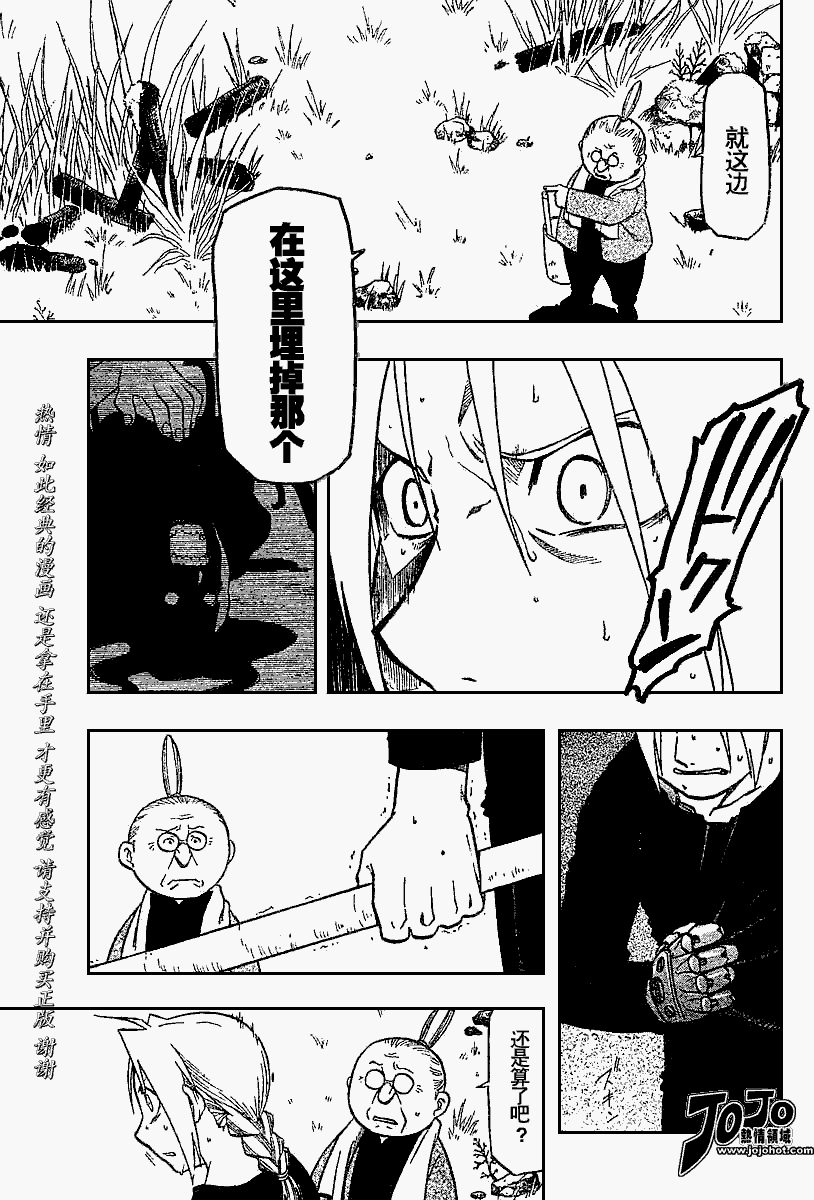 就这边
在这里埋掉那个
ドクン
ズキン
还是算了吧？
热情 如此经典的漫画 还是拿在手里 才更有感觉 请支持并购买正版 谢谢
JOJO
熱情領域
www.jojohot.com